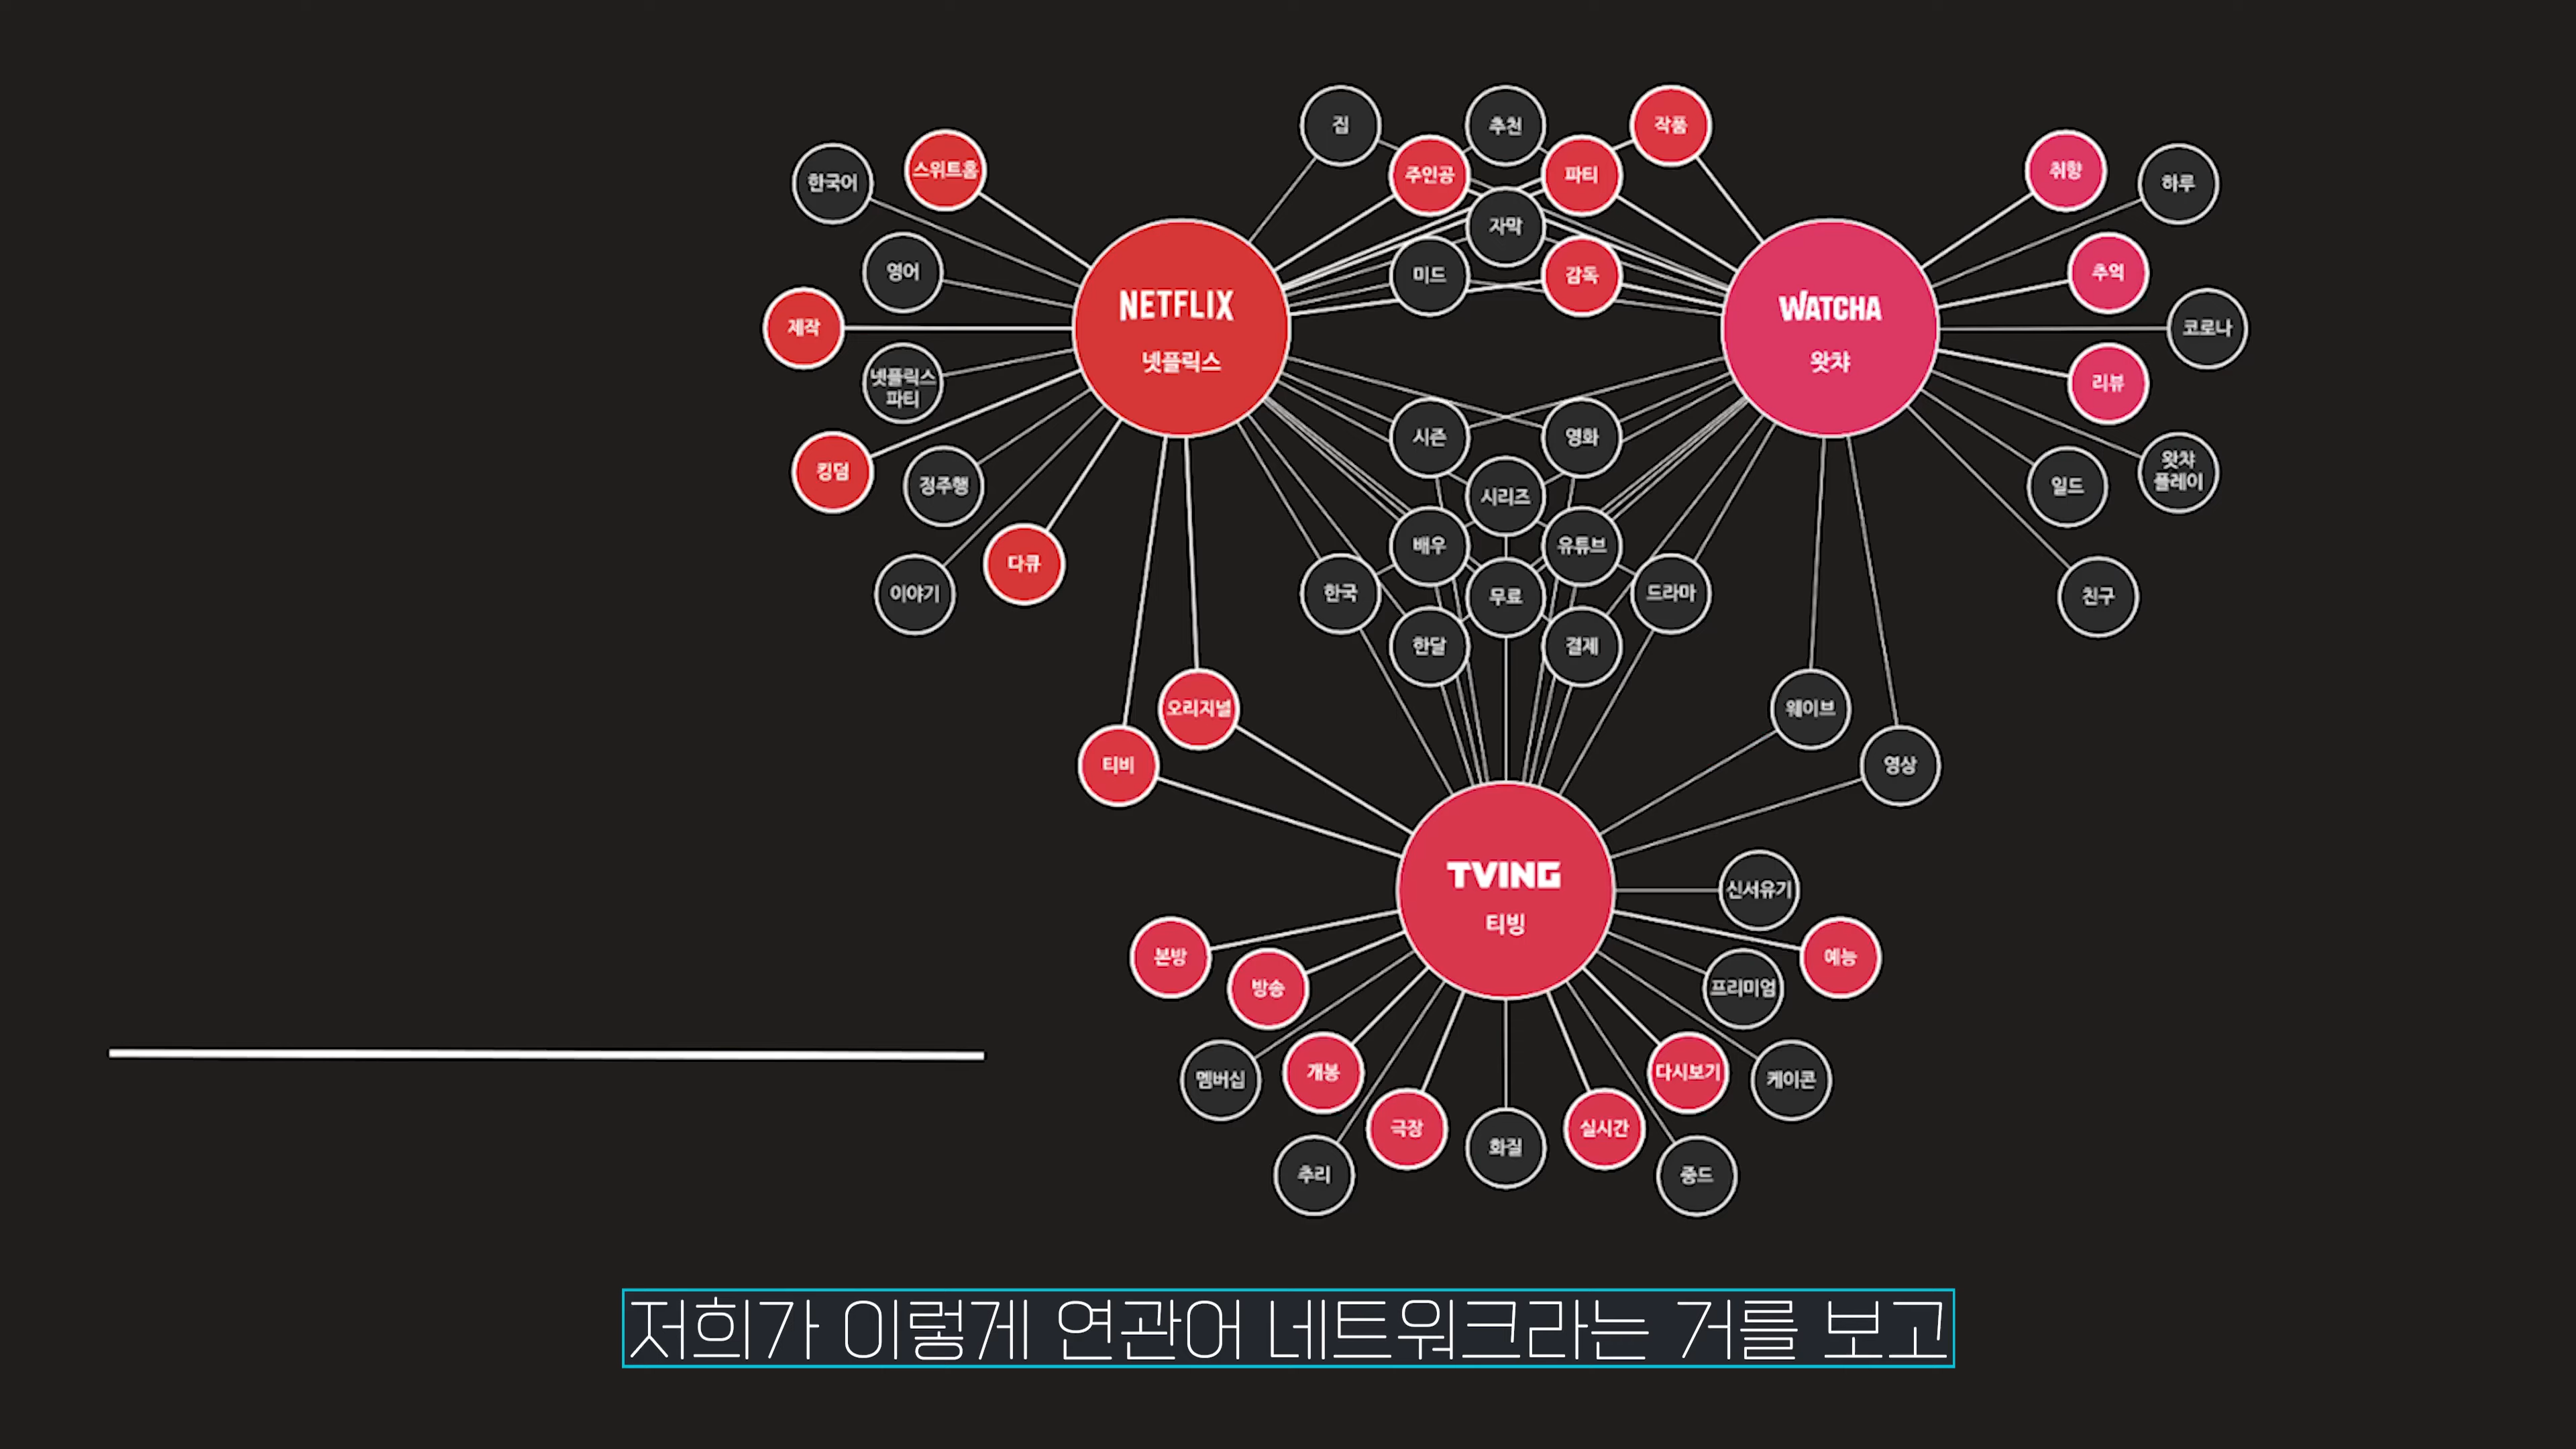 집
추천
작품
한국어
스위트홈
주인공
파티
취향
하루
자막
영어
미드
감독
추억
NETFLIX
넷플릭스
WATCHA
왓챠
제작
코로나
넷플릭스
파티
리뷰
시즌
영화
킹덤
정주행
시리즈
일드
왓챠
플레이
배우
유튜브
이야기
다큐
한국
무료
드라마
친구
한달
결제
오리지널
웨이브
티비
영상
TVING
티빙
신서유기
본방
방송
프리미엄
예능
멤버십
개봉
다시보기
케이콘
극장
화질
실시간
추리
중드
저희가 이렇게 연관어 네트워크라는 거를 보고